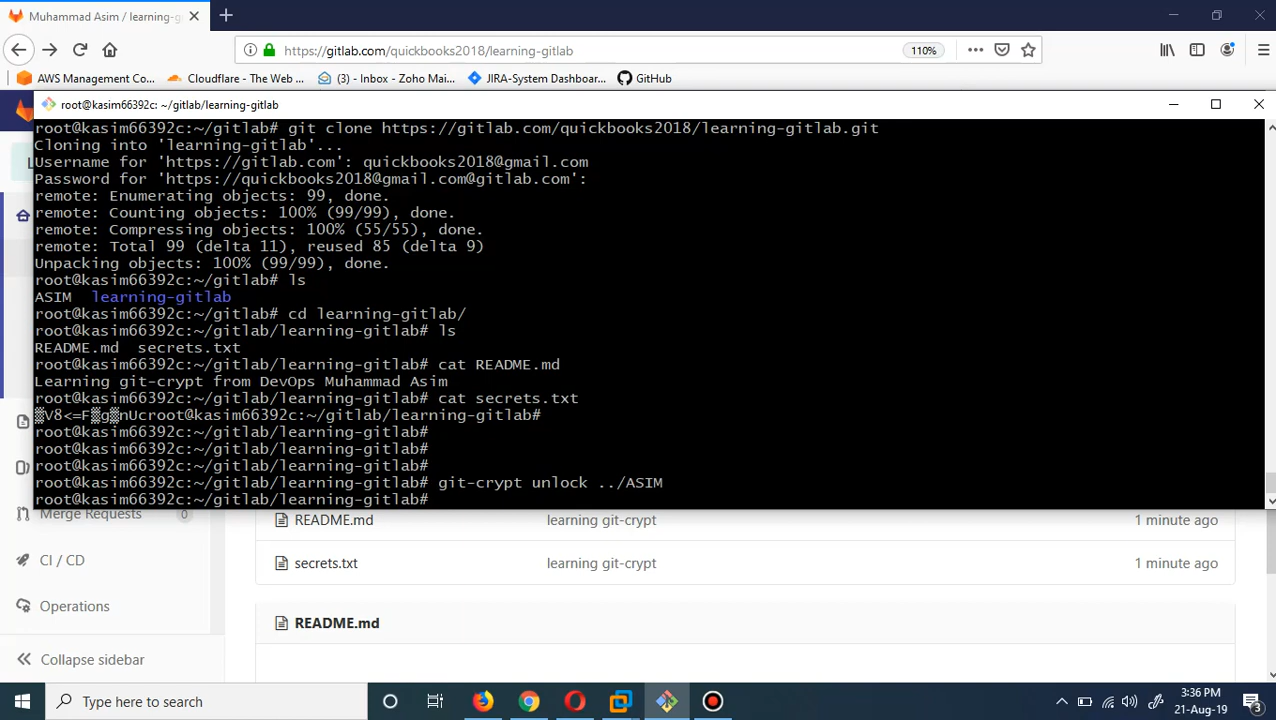 Muhammad Asim / learning-g
https://gitlab.com/quickbooks2018/learning-gitlab
110%
AWS Management Co...
Cloudflare - The Web ...
(3) - Inbox - Zoho Mai...
JIRA-System Dashboar...
GitHub
root@kasim66392c: ~/gitlab/learning-gitlab
root@kasim66392c:~/gitlab# git clone https://gitlab.com/quickbooks2018/learning-gitlab.git
Cloning into 'learning-gitlab'...
Username for 'https://gitlab.com': quickbooks2018@gmail.com
Password for 'https://quickbooks2018@gmail.com@gitlab.com':
remote: Enumerating objects: 99, done.
remote: Counting objects: 100% (99/99), done.
remote: Compressing objects: 100% (55/55), done.
remote: Total 99 (delta 11), reused 85 (delta 9)
Unpacking objects: 100% (99/99), done.
root@kasim66392c:~/gitlab# ls
ASIM learning-gitlab
root@kasim66392c:~/gitlab# cd learning-gitlab/
root@kasim66392c:~/gitlab/learning-gitlab# ls
README.md secrets.txt
root@kasim66392c:~/gitlab/learning-gitlab# cat README.md
Learning git-crypt from DevOps Muhammad Asim
root@kasim66392c:~/gitlab/learning-gitlab# cat secrets.txt
▒V8<=F▒g▒nUcroot@kasim66392c:~/gitlab/learning-gitlab#
root@kasim66392c:~/gitlab/learning-gitlab#
root@kasim66392c:~/gitlab/learning-gitlab#
root@kasim66392c:~/gitlab/learning-gitlab#
root@kasim66392c:~/gitlab/learning-gitlab# git-crypt unlock ../ASIM
root@kasim66392c:~/gitlab/learning-gitlab#
Merge Requests 0
README.md learning git-crypt 1 minute ago
CI / CD
secrets.txt learning git-crypt 1 minute ago
Operations
README.md
Collapse sidebar
Type here to search
3:36 PM
21-Aug-19
3